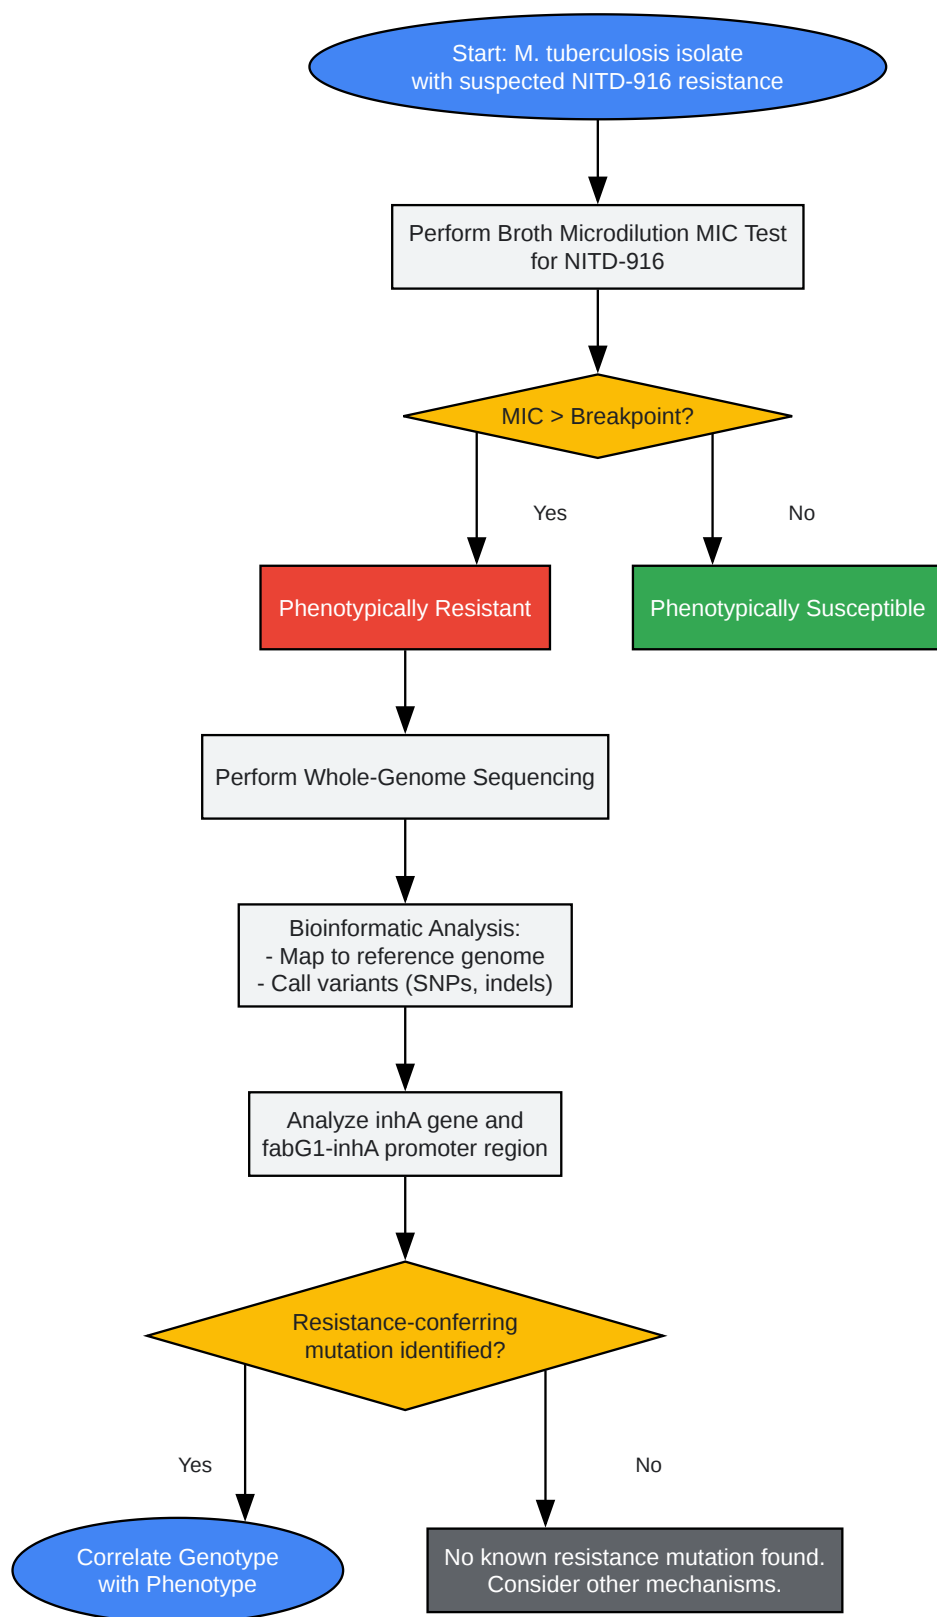 Start: M. tuberculosis isolate
with suspected NITD-916 resistance
Perform Broth Microdilution MIC Test
for NITD-916
MIC > Breakpoint?
Yes
No
Phenotypically Resistant
Phenotypically Susceptible
Perform Whole-Genome Sequencing
Bioinformatic Analysis:
- Map to reference genome
- Call variants (SNPs, indels)
Analyze inhA gene and
fabG1-inhA promoter region
Resistance-conferring
mutation identified?
Yes
No
Correlate Genotype
with Phenotype
No known resistance mutation found.
Consider other mechanisms.